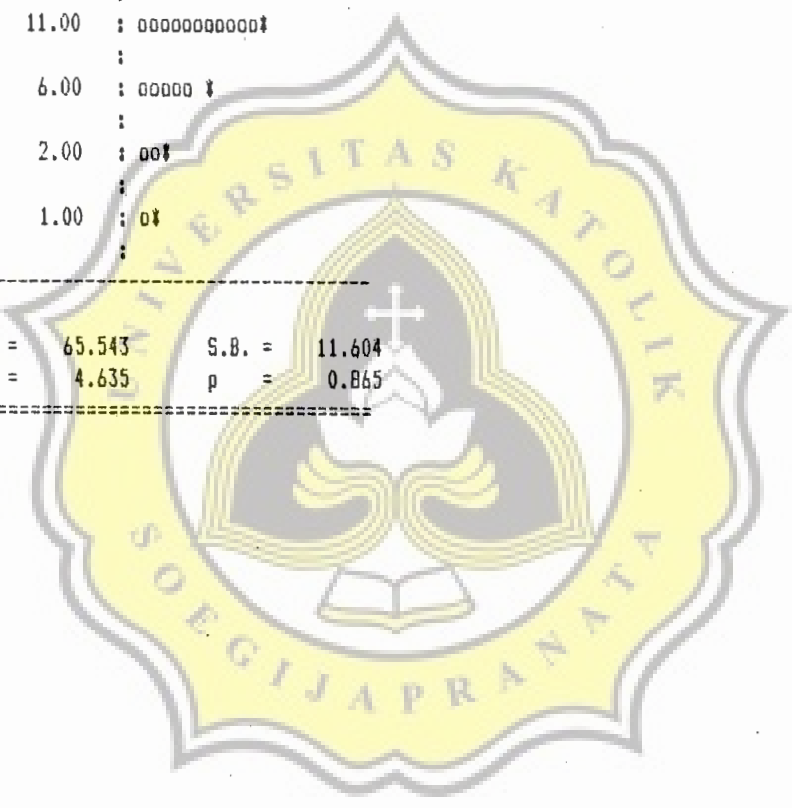 11.00 : ooooooooooo*
:
6.00 : ooooo *
:
2.00 : oo*
:
1.00 : o*
:
---------------------------------
= 65.543 S.B. = 11.604
= 4.635 p = 0.865
=================================
UNIVERSITAS KATOLIK
SOEGIJAPRANATA